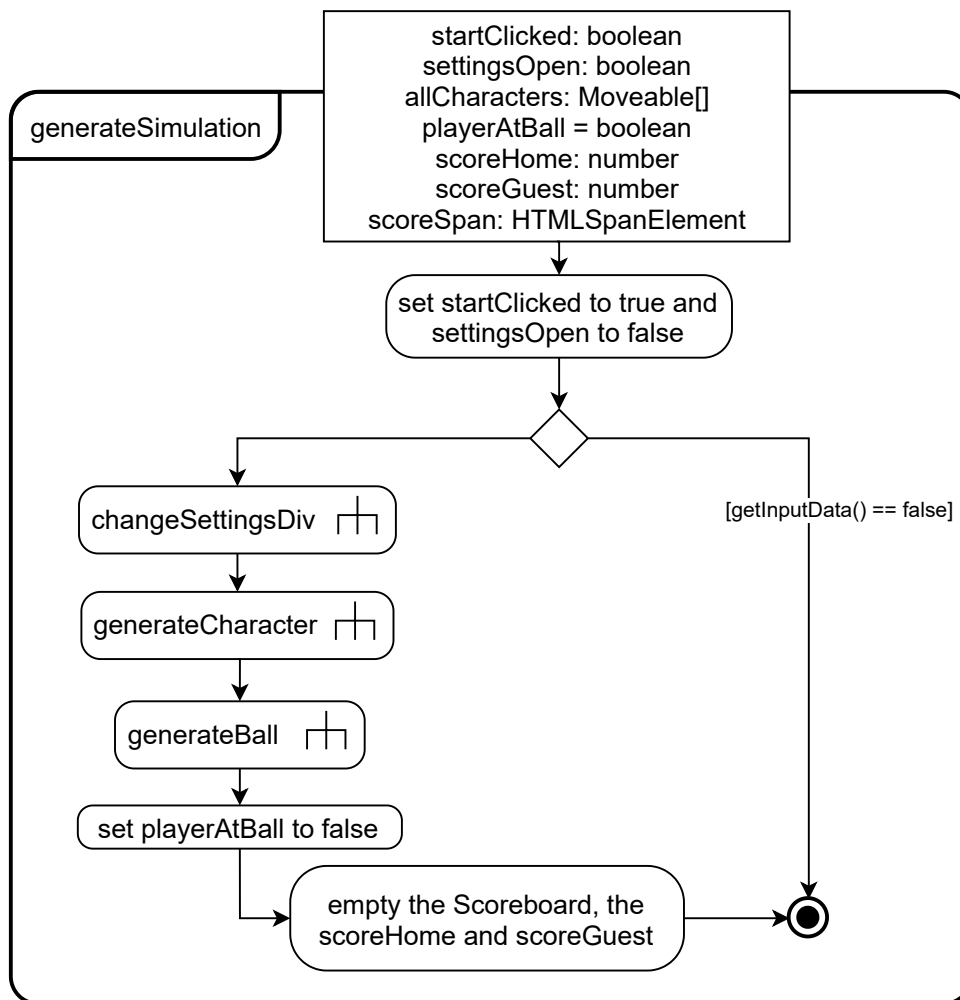 startClicked: boolean
settingsOpen: boolean
allCharacters: Moveable[]
playerAtBall = boolean
scoreHome: number
scoreGuest: number
scoreSpan: HTMLSpanElement
generateSimulation
set startClicked to true and
settingsOpen to false
[getInputData() == false]
changeSettingsDiv
generateCharacter
generateBall
set playerAtBall to false
empty the Scoreboard, the
scoreHome and scoreGuest